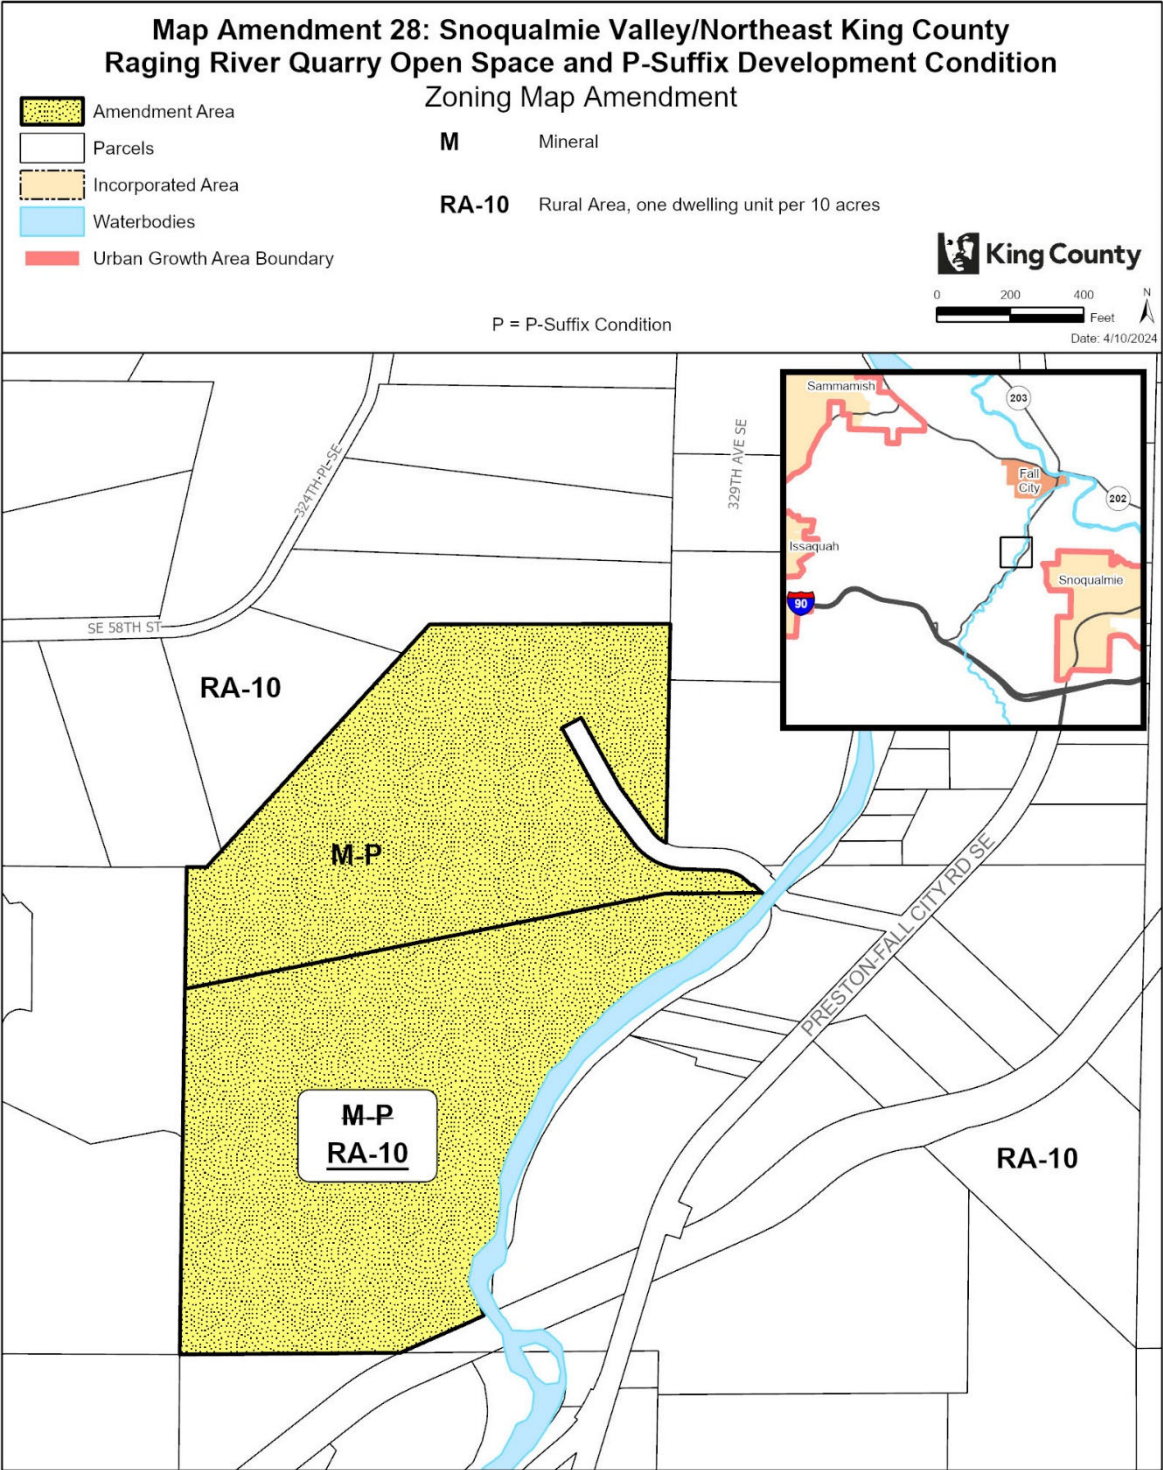 Map Amendment 28: Snoqualmie Valley/Northeast King County
Raging River Quarry Open Space and P-Suffix Development Condition
Zoning Map Amendment
Amendment Area
Parcels
Incorporated Area
Waterbodies
Urban Growth Area Boundary
M Mineral
RA-10 Rural Area, one dwelling unit per 10 acres
P = P-Suffix Condition
King County
0 200 400
Feet
N
Date: 4/10/2024
324TH PL SE
329TH AVE SE
SE 58TH ST
Sammamish
203
Fall
City
202
Issaquah
Snoqualmie
90
RA-10
M-P
PRESTON-FALL CITY RD SE
M-P
RA-10
RA-10